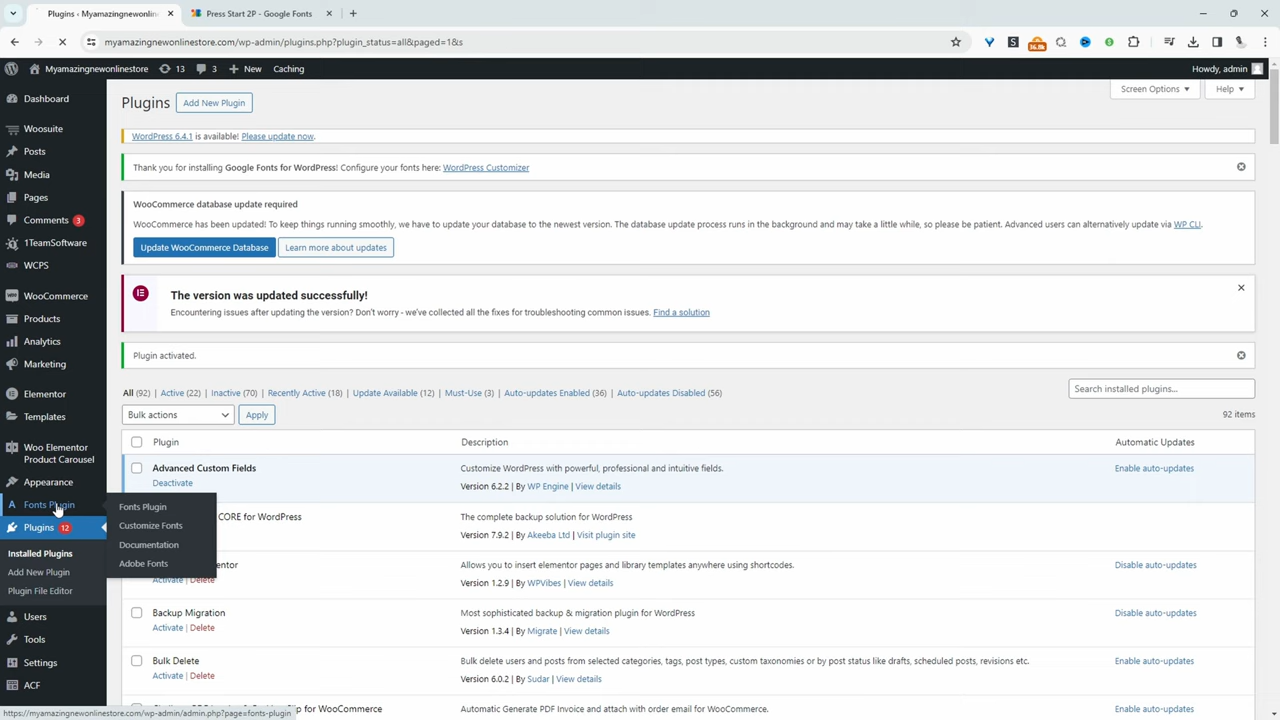 Plugins ‹ Myamazingnewonlinestore.c
Press Start 2P - Google Fonts
myamazingnewonlinestore.com/wp-admin/plugins.php?plugin_status=all&paged=1&s
16.9k
Myamazingnewonlinestore 13 3 New Caching Howdy, admin
Dashboard
Woosuite
Posts
Media
Pages
Comments 3
1TeamSoftware
WCPS
WooCommerce
Products
Analytics
Marketing
Elementor
Templates
Woo Elementor
Product Carousel
Appearance
Fonts Plugin
Plugins 12
Installed Plugins
Add New Plugin
Plugin File Editor
Users
Tools
Settings
ACF
Fonts Plugin
Customize Fonts
Documentation
Adobe Fonts
Plugins Add New Plugin Screen Options Help
WordPress 6.4.1 is available! Please update now.
Thank you for installing Google Fonts for WordPress! Configure your fonts here: WordPress Customizer
WooCommerce database update required
WooCommerce has been updated! To keep things running smoothly, we have to update your database to the newest version. The database update process runs in the background and may take a little while, so please be patient. Advanced users can alternatively update via WP CLI.
Update WooCommerce Database Learn more about updates
The version was updated successfully!
Encountering issues after updating the version? Don't worry - we've collected all the fixes for troubleshooting common issues. Find a solution
Plugin activated.
All (92) | Active (22) | Inactive (70) | Recently Active (18) | Update Available (12) | Must-Use (3) | Auto-updates Enabled (36) | Auto-updates Disabled (56)
Search installed plugins...
Bulk actions Apply 92 items
Plugin Description Automatic Updates
Advanced Custom Fields Customize WordPress with powerful, professional and intuitive fields. Enable auto-updates
Deactivate Version 6.2.2 | By WP Engine | View details
CORE for WordPress The complete backup solution for WordPress
Version 7.9.2 | By Akeeba Ltd | Visit plugin site
entor Allows you to insert elementor pages and library templates anywhere using shortcodes. Disable auto-updates
Activate | Delete Version 1.2.9 | By WPVibes | View details
Backup Migration Most sophisticated backup & migration plugin for WordPress Disable auto-updates
Activate | Delete Version 1.3.4 | By Migrate | View details
Bulk Delete Bulk delete users and posts from selected categories, tags, post types, custom taxonomies or by post status like drafts, scheduled posts, revisions etc. Enable auto-updates
Activate | Delete Version 6.0.2 | By Sudar | View details
for WooCommerce Automatic Generate PDF Invoice and attach with order email for WooCommerce. Enable auto-updates
https://myamazingnewonlinestore.com/wp-admin/admin.php?page=fonts-plugin